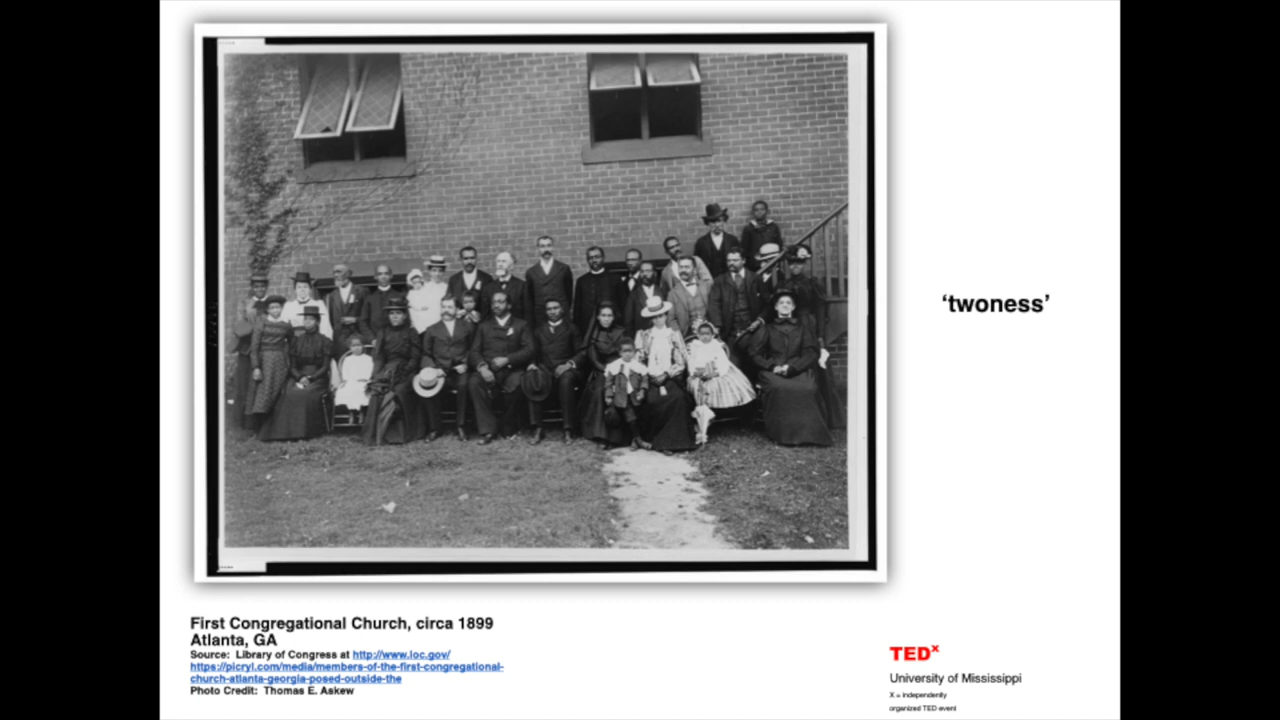 ‘twoness’
First Congregational Church, circa 1899
Atlanta, GA
Source: Library of Congress at http://www.loc.gov/
https://picryl.com/media/members-of-the-first-congregational-
church-atlanta-georgia-posed-outside-the
Photo Credit: Thomas E. Askew
TEDx
University of Mississippi
X = independently
organized TED event